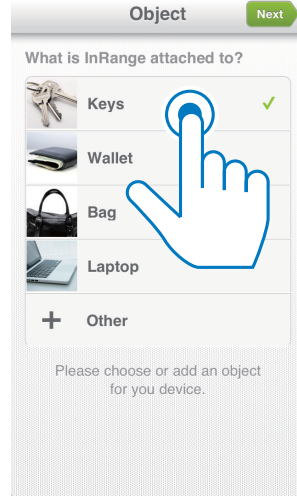 Object
Next
What is InRange attached to?
Keys
Wallet
Bag
Laptop
Other
Please choose or add an object
for you device.